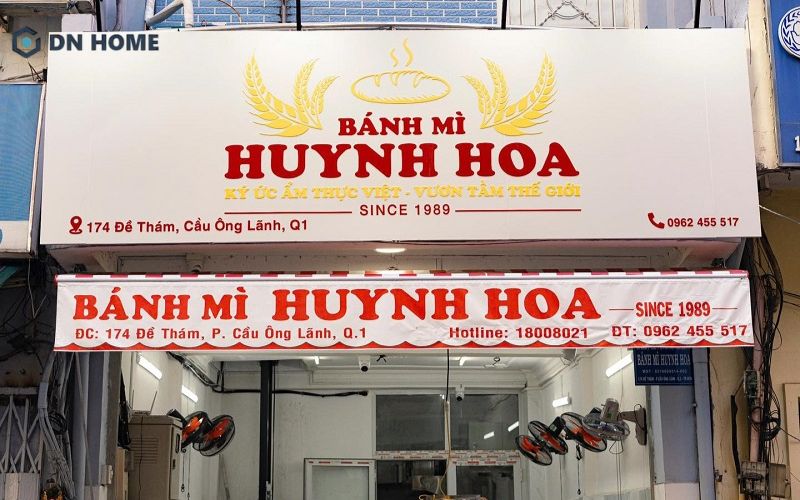 DN HOME
BÁNH MÌ
HUYNH HOA
KÝ ỨC ẨM THỰC VIỆT - VƯƠN TẦM THẾ GIỚI
SINCE 1989
174 Đề Thám, Cầu Ông Lãnh, Q1
0962 455 517
BÁNH MÌ HUYNH HOA SINCE 1989
ĐC: 174 Đề Thám, P. Cầu Ông Lãnh, Q.1 Hotline: 18008021 ĐT: 0962 455 517
BÁNH MÌ HUYNH HOA